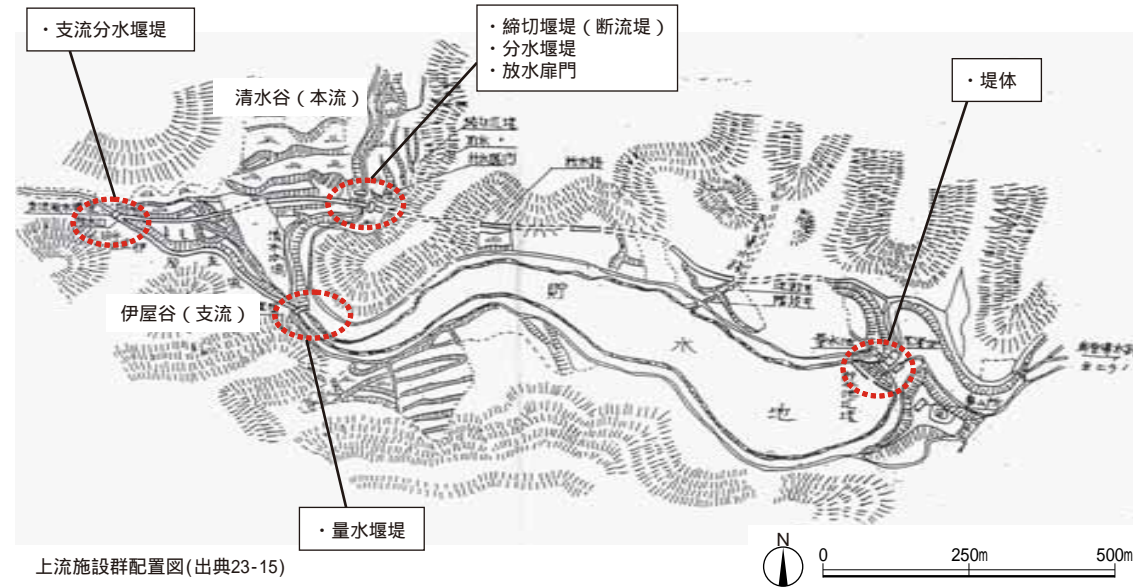 ・支流分水堰堤
・締切堰堤(断流堤)
・分水堰堤
・放水扉門
・堤体
清水谷(本流)
伊屋谷(支流)
貯
水
地
・量水堰堤
上流施設群配置図(出典23-15)
N
0
250m
500m